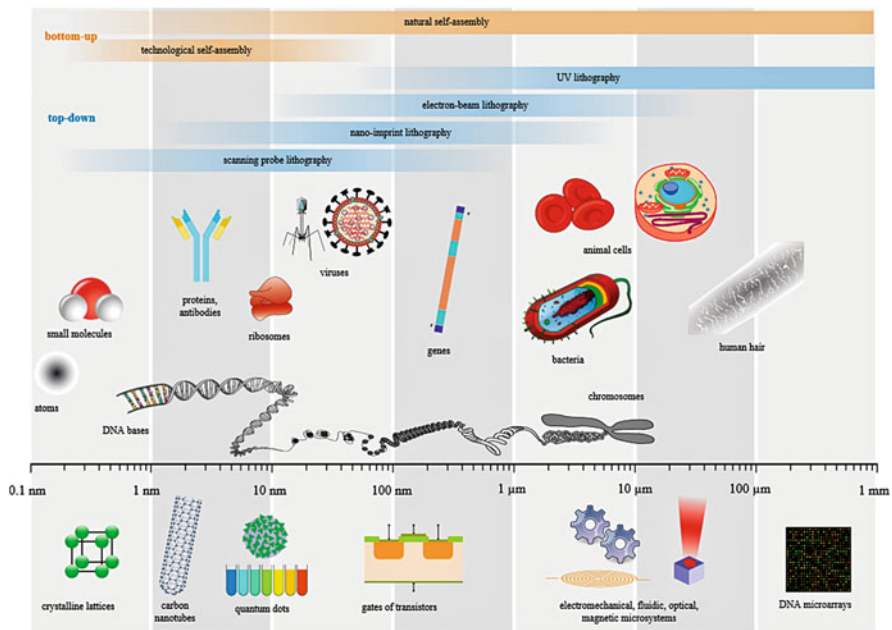 natural self-assembly
bottom-up
technological self-assembly
UV lithography
electron-beam lithography
top-down
nano-imprint lithography
scanning probe lithography
animal cells
viruses
proteins,
antibodies
small molecules
ribosomes
genes
bacteria
human hair
atoms
chromosomes
DNA bases
0.1 nm
1 nm
10 nm
100 nm
1 µm
10 µm
100 µm
1 mm
crystalline lattices
carbon
nanotubes
quantum dots
gates of transistors
electromechanical, fluidic, optical,
magnetic microsystems
DNA microarrays